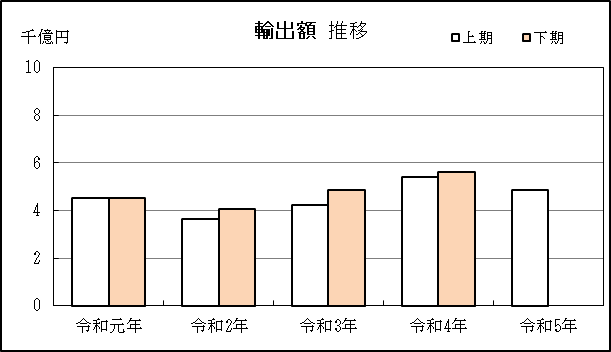 輸出額 推移
千億円
□上期 □下期
10
8
6
4
2
0
令和元年 令和2年 令和3年 令和4年 令和5年